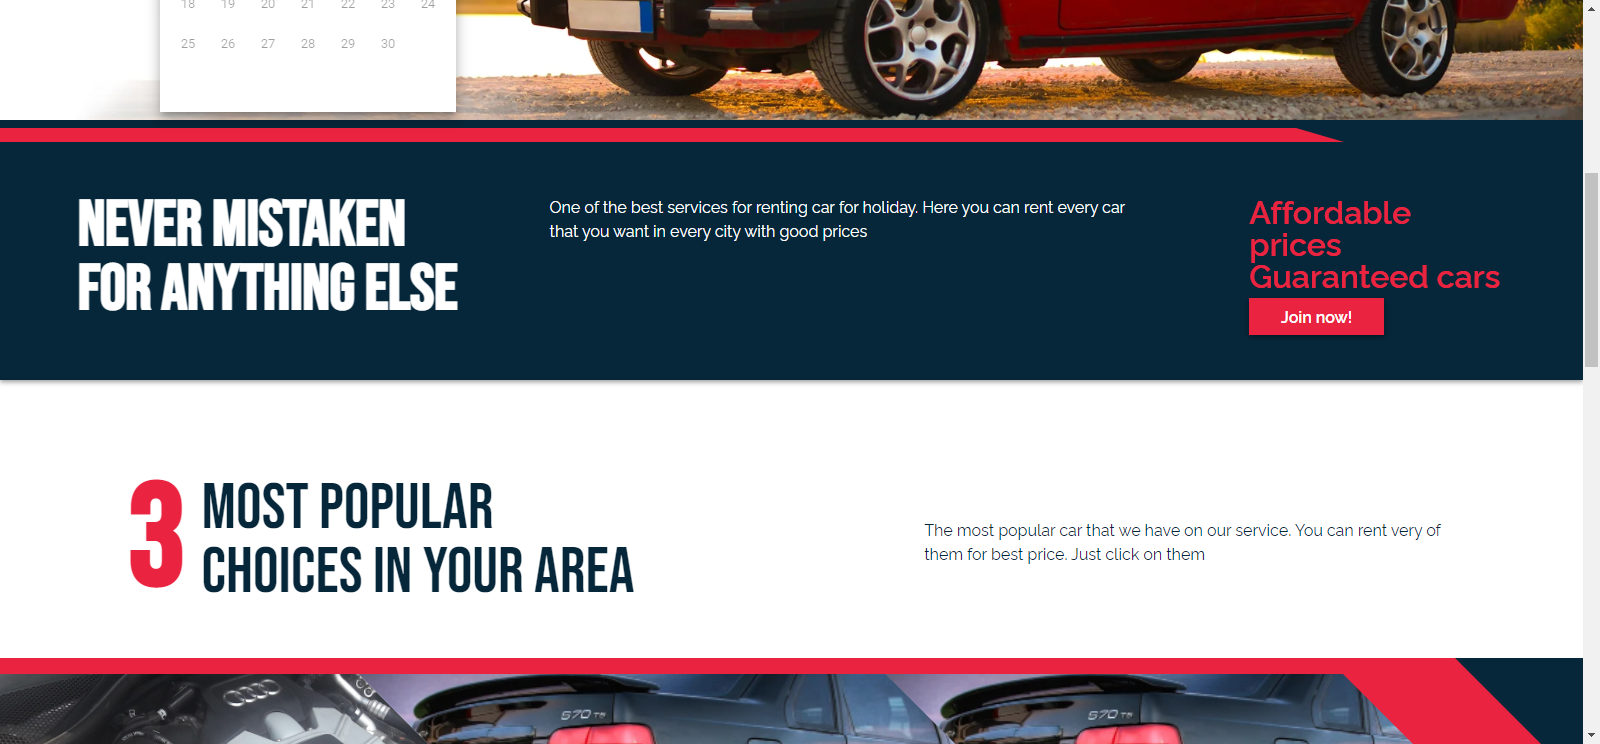 18 19 20 21 22 23 24
25 26 27 28 29 30
NEVER MISTAKEN
FOR ANYTHING ELSE
One of the best services for renting car for holiday. Here you can rent every car
that you want in every city with good prices
Affordable
prices
Guaranteed cars
Join now!
3
MOST POPULAR
CHOICES IN YOUR AREA
The most popular car that we have on our service. You can rent very of
them for best price. Just click on them
S70 T5
S70 T5